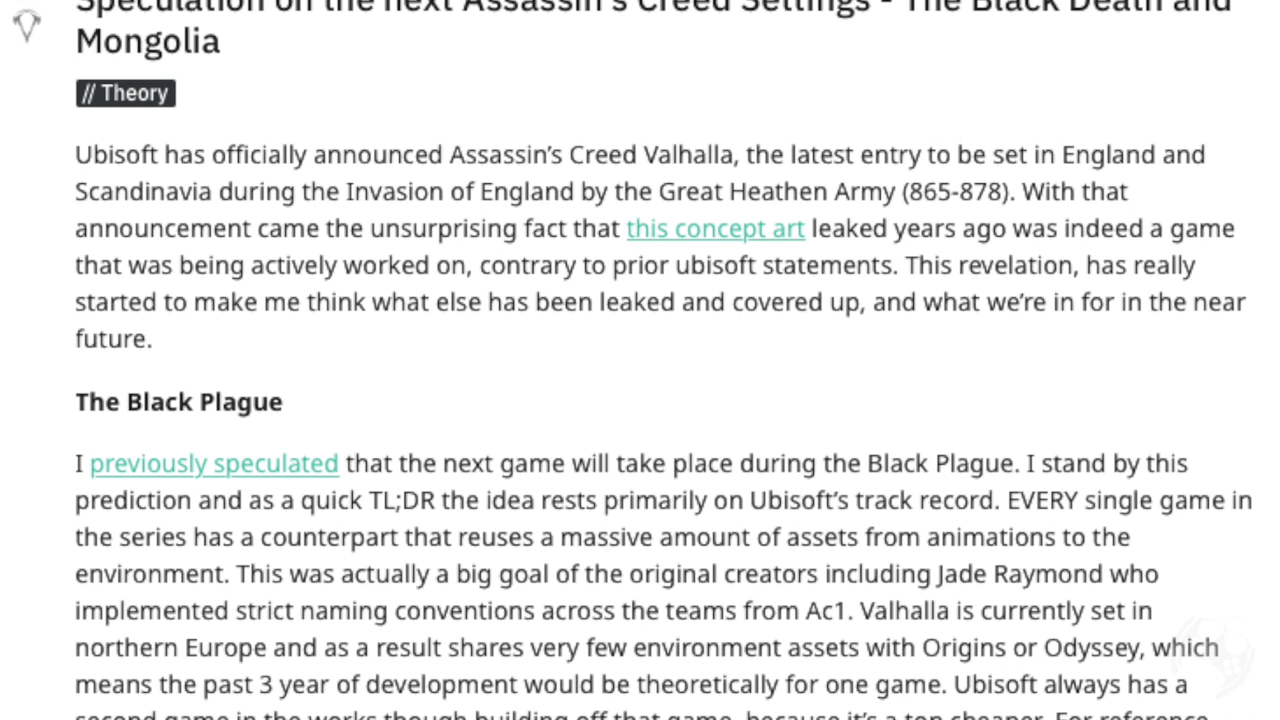 Speculation on the next Assassin's Creed Settings - The Black Death and
Mongolia
// Theory
Ubisoft has officially announced Assassin’s Creed Valhalla, the latest entry to be set in England and
Scandinavia during the Invasion of England by the Great Heathen Army (865-878). With that
announcement came the unsurprising fact that this concept art leaked years ago was indeed a game
that was being actively worked on, contrary to prior ubisoft statements. This revelation, has really
started to make me think what else has been leaked and covered up, and what we’re in for in the near
future.
The Black Plague
I previously speculated that the next game will take place during the Black Plague. I stand by this
prediction and as a quick TL;DR the idea rests primarily on Ubisoft’s track record. EVERY single game in
the series has a counterpart that reuses a massive amount of assets from animations to the
environment. This was actually a big goal of the original creators including Jade Raymond who
implemented strict naming conventions across the teams from Ac1. Valhalla is currently set in
northern Europe and as a result shares very few environment assets with Origins or Odyssey, which
means the past 3 year of development would be theoretically for one game. Ubisoft always has a
second game in the works though building off that game, because it’s a ton cheaper. For reference